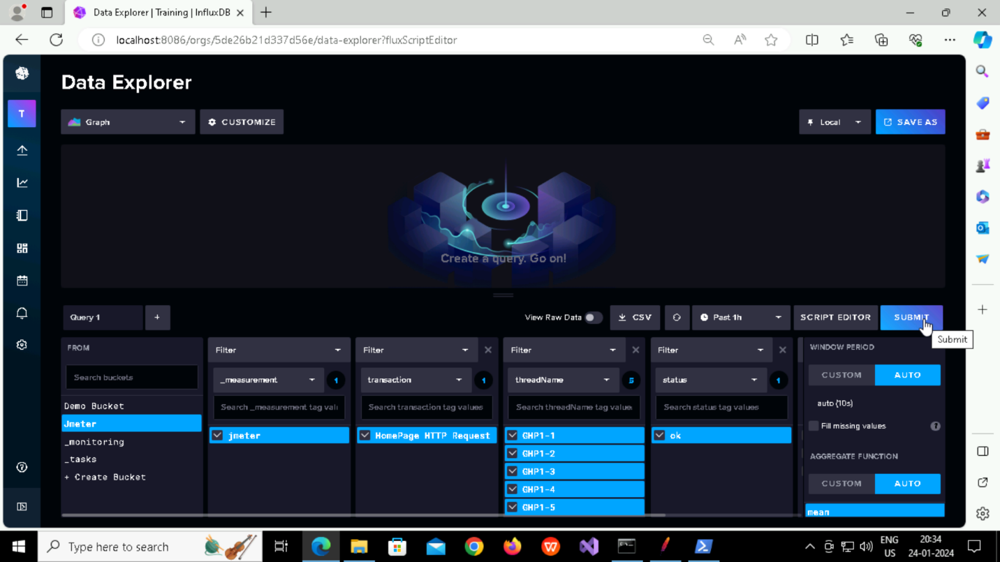 Data Explorer | Training | InfluxDB
localhost:8086/orgs/5de26b21d337d56e/data-explorer?fluxScriptEditor
Data Explorer
T
Graph
CUSTOMIZE
Local
SAVE AS
Create a query. Go on!
Query 1
+
View Raw Data
CSV
Past 1h
SCRIPT EDITOR
SUBMIT
Submit
FROM
Search buckets
Demo Bucket
Jmeter
_monitoring
_tasks
+ Create Bucket
Filter
_measurement
1
Search _measurement tag valu
jmeter
Filter
transaction
1
Search transaction tag values
HomePage HTTP Request
Filter
threadName
5
Search threadName tag value
GHP1-1
GHP1-2
GHP1-3
GHP1-4
GHP1-5
Filter
status
1
Search status tag values
ok
WINDOW PERIOD
CUSTOM AUTO
auto (10s)
Fill missing values
?
AGGREGATE FUNCTION
CUSTOM AUTO
mean
Type here to search
ENG
US
20:34
24-01-2024